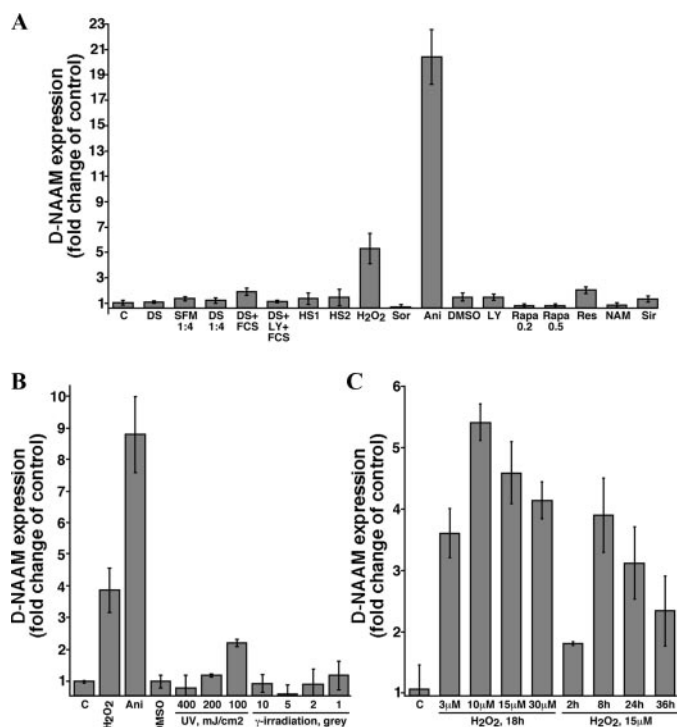 A
D-NAAM expression
(fold change of control)
23
21
19
17
15
13
11
9
7
5
3
1
C DS SFM 1:4 DS 1:4 DS+ FCS DS+ LY+ FCS HS1 HS2 H₂O₂ Sor Ani DMSO LY Rapa 0.2 Rapa 0.5 Res NAM Sir
B
D-NAAM expression
(fold change of control)
10
9
8
7
6
5
4
2
1
C H₂O₂ Ani DMSO 400 200 100 10 5 2 1
UV, mJ/cm2 γ-irradiation, grey
C
D-NAAM expression
(fold change of control)
6
5
4
3
2
1
C 3µM 10µM 15µM 30µM 2h 8h 24h 36h
H₂O₂, 18h H₂O₂, 15µM